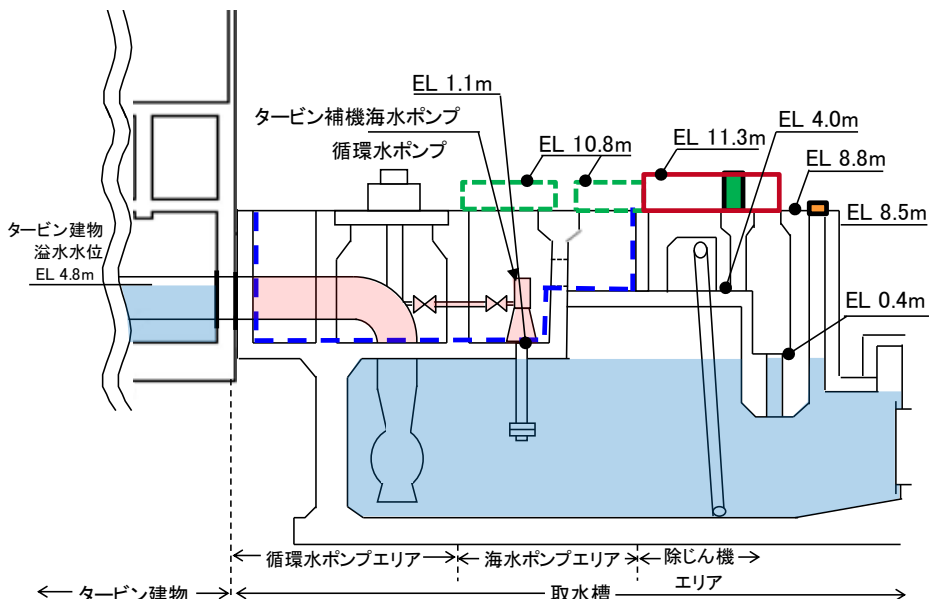 EL 1.1m
タービン補機海水ポンプ
循環水ポンプ
EL 10.8m
EL 11.3m
EL 4.0m
EL 8.8m
EL 8.5m
タービン建物
溢水水位
EL 4.8m
EL 0.4m
循環水ポンプエリア
海水ポンプエリア
除じん機
エリア
タービン建物
取水槽